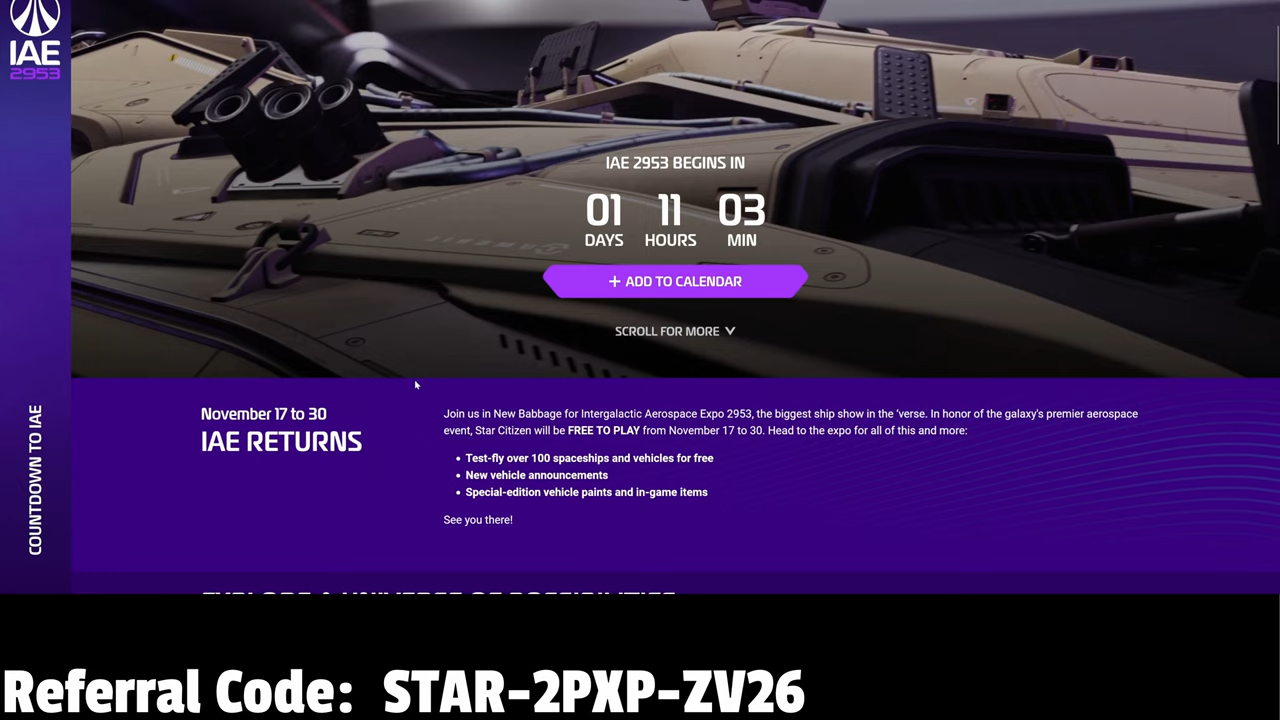 IAE
2953
IAE 2953 BEGINS IN
01 11 03
DAYS HOURS MIN
+ ADD TO CALENDAR
SCROLL FOR MORE
COUNTDOWN TO IAE
November 17 to 30
IAE RETURNS
Join us in New Babbage for Intergalactic Aerospace Expo 2953, the biggest ship show in the 'verse. In honor of the galaxy's premier aerospace
event, Star Citizen will be FREE TO PLAY from November 17 to 30. Head to the expo for all of this and more:
• Test-fly over 100 spaceships and vehicles for free
• New vehicle announcements
• Special-edition vehicle paints and in-game items
See you there!
EXPLORE A UNIVERSE OF POSSIBILITIES
Referral Code: STAR-2PXP-ZV26